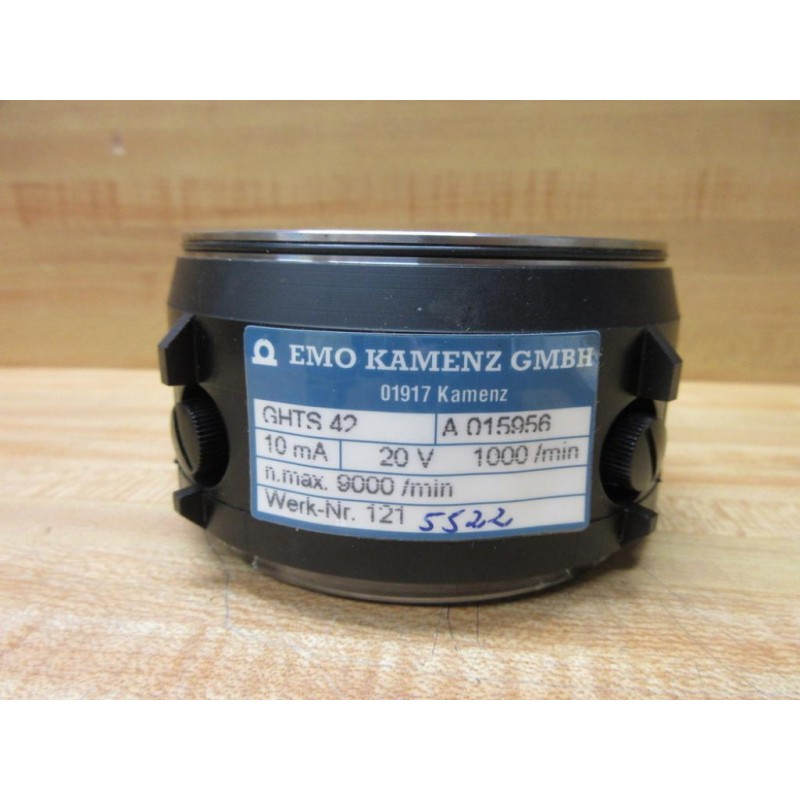 EMO KAMENZ GMBH
01917 Kamenz
GHTS 42 A 015956
10 mA 20 V 1000 /min
n.max. 9000 /min
Werk-Nr. 121 5522